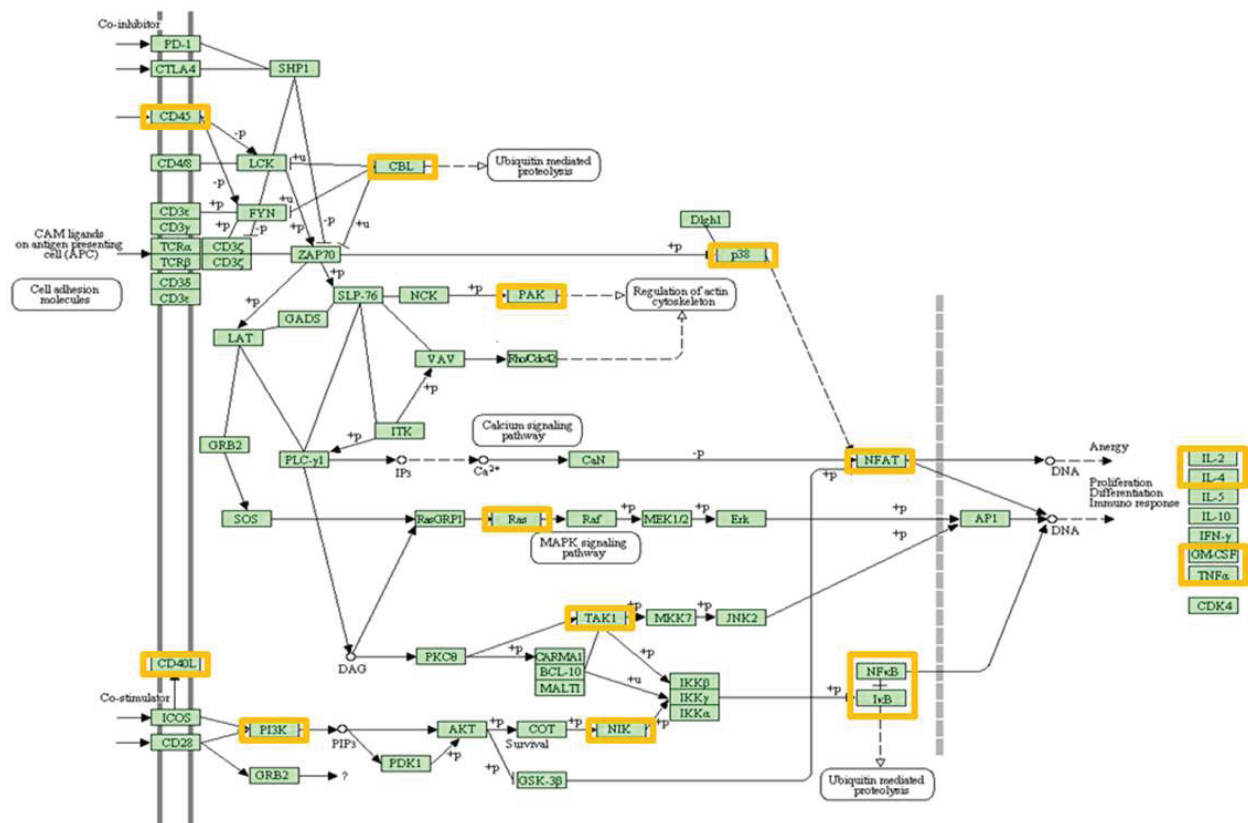 Co-inhibitor
PD-1
CTLA4
SHP1
CD45
-p
CD4/8
LCK
+u
CBL
Ubiquitin mediated
proteolysis
-p
CD3ε
+p
FYN
+u
CD3γ
+p
-p
+p
-p
+u
Dlgh1
CAM ligands
on antigen presenting
cell (APC)
TCRα
CD3ζ
TCRβ
CD3ζ
ZAP70
+p
p38
Cell adhesion
molecules
CD3δ
CD3ε
+p
+p
SLP-76
NCK
+p
PAK
Regulation of actin
cytoskeleton
GADS
LAT
VAV
Rho/Cdc42
+p
ITK
Calcium signaling
pathway
GRB2
+p
PLC-γ1
IP3
Ca2+
CaN
-p
NFAT
+p
DNA
Anergy
Proliferation
Differentiation
Immuno response
IL-2
IL-4
IL-5
IL-10
IFN-γ
GM-CSF
TNFα
CDK4
SOS
RasGRP1
Ras
Raf
+p
MEK1/2
+p
Erk
+p
AP1
DNA
MAPK signaling
pathway
+p
TAK1
+p
MKK7
+p
JNK2
DAG
PKCθ
+p
CARMA1
BCL-10
MALT1
+p
+u
IKKβ
IKKγ
IKKα
+p
NFκB
IκB
CD40L
Co-stimulator
ICOS
CD28
PI3K
PIP3
AKT
+p
COT
+p
NIK
+p
Survival
PDK1
+p
+p
GSK-3β
GRB2
?
Ubiquitin mediated
proteolysis